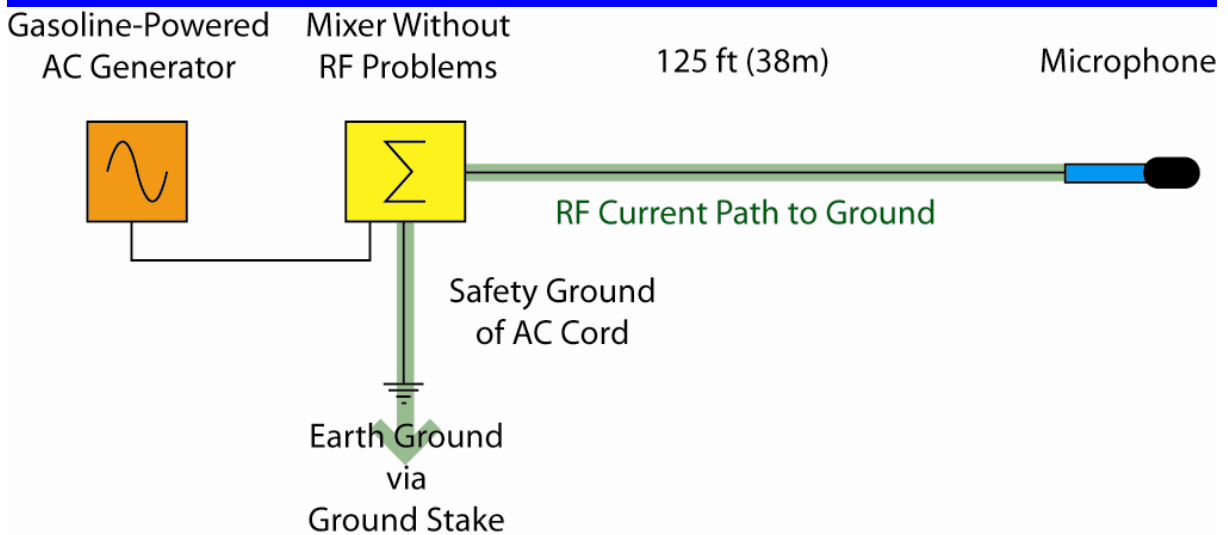 Gasoline-Powered
AC Generator
Mixer Without
RF Problems
125 ft (38m)
Microphone
Σ
RF Current Path to Ground
Safety Ground
of AC Cord
Earth Ground
via
Ground Stake